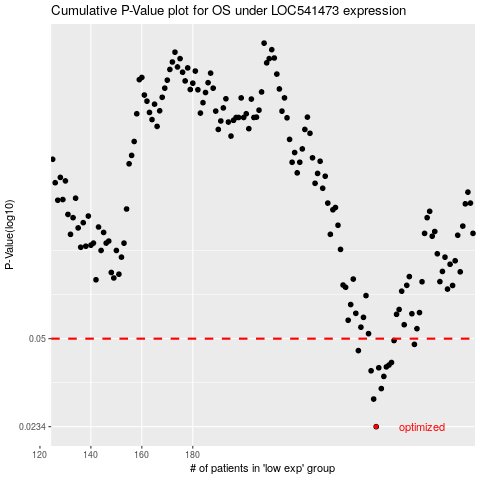 Cumulative P-Value plot for OS under LOC541473 expression
P-Value(log10)
0.05
0.0234
optimized
120 140 160 180
# of patients in 'low exp' group